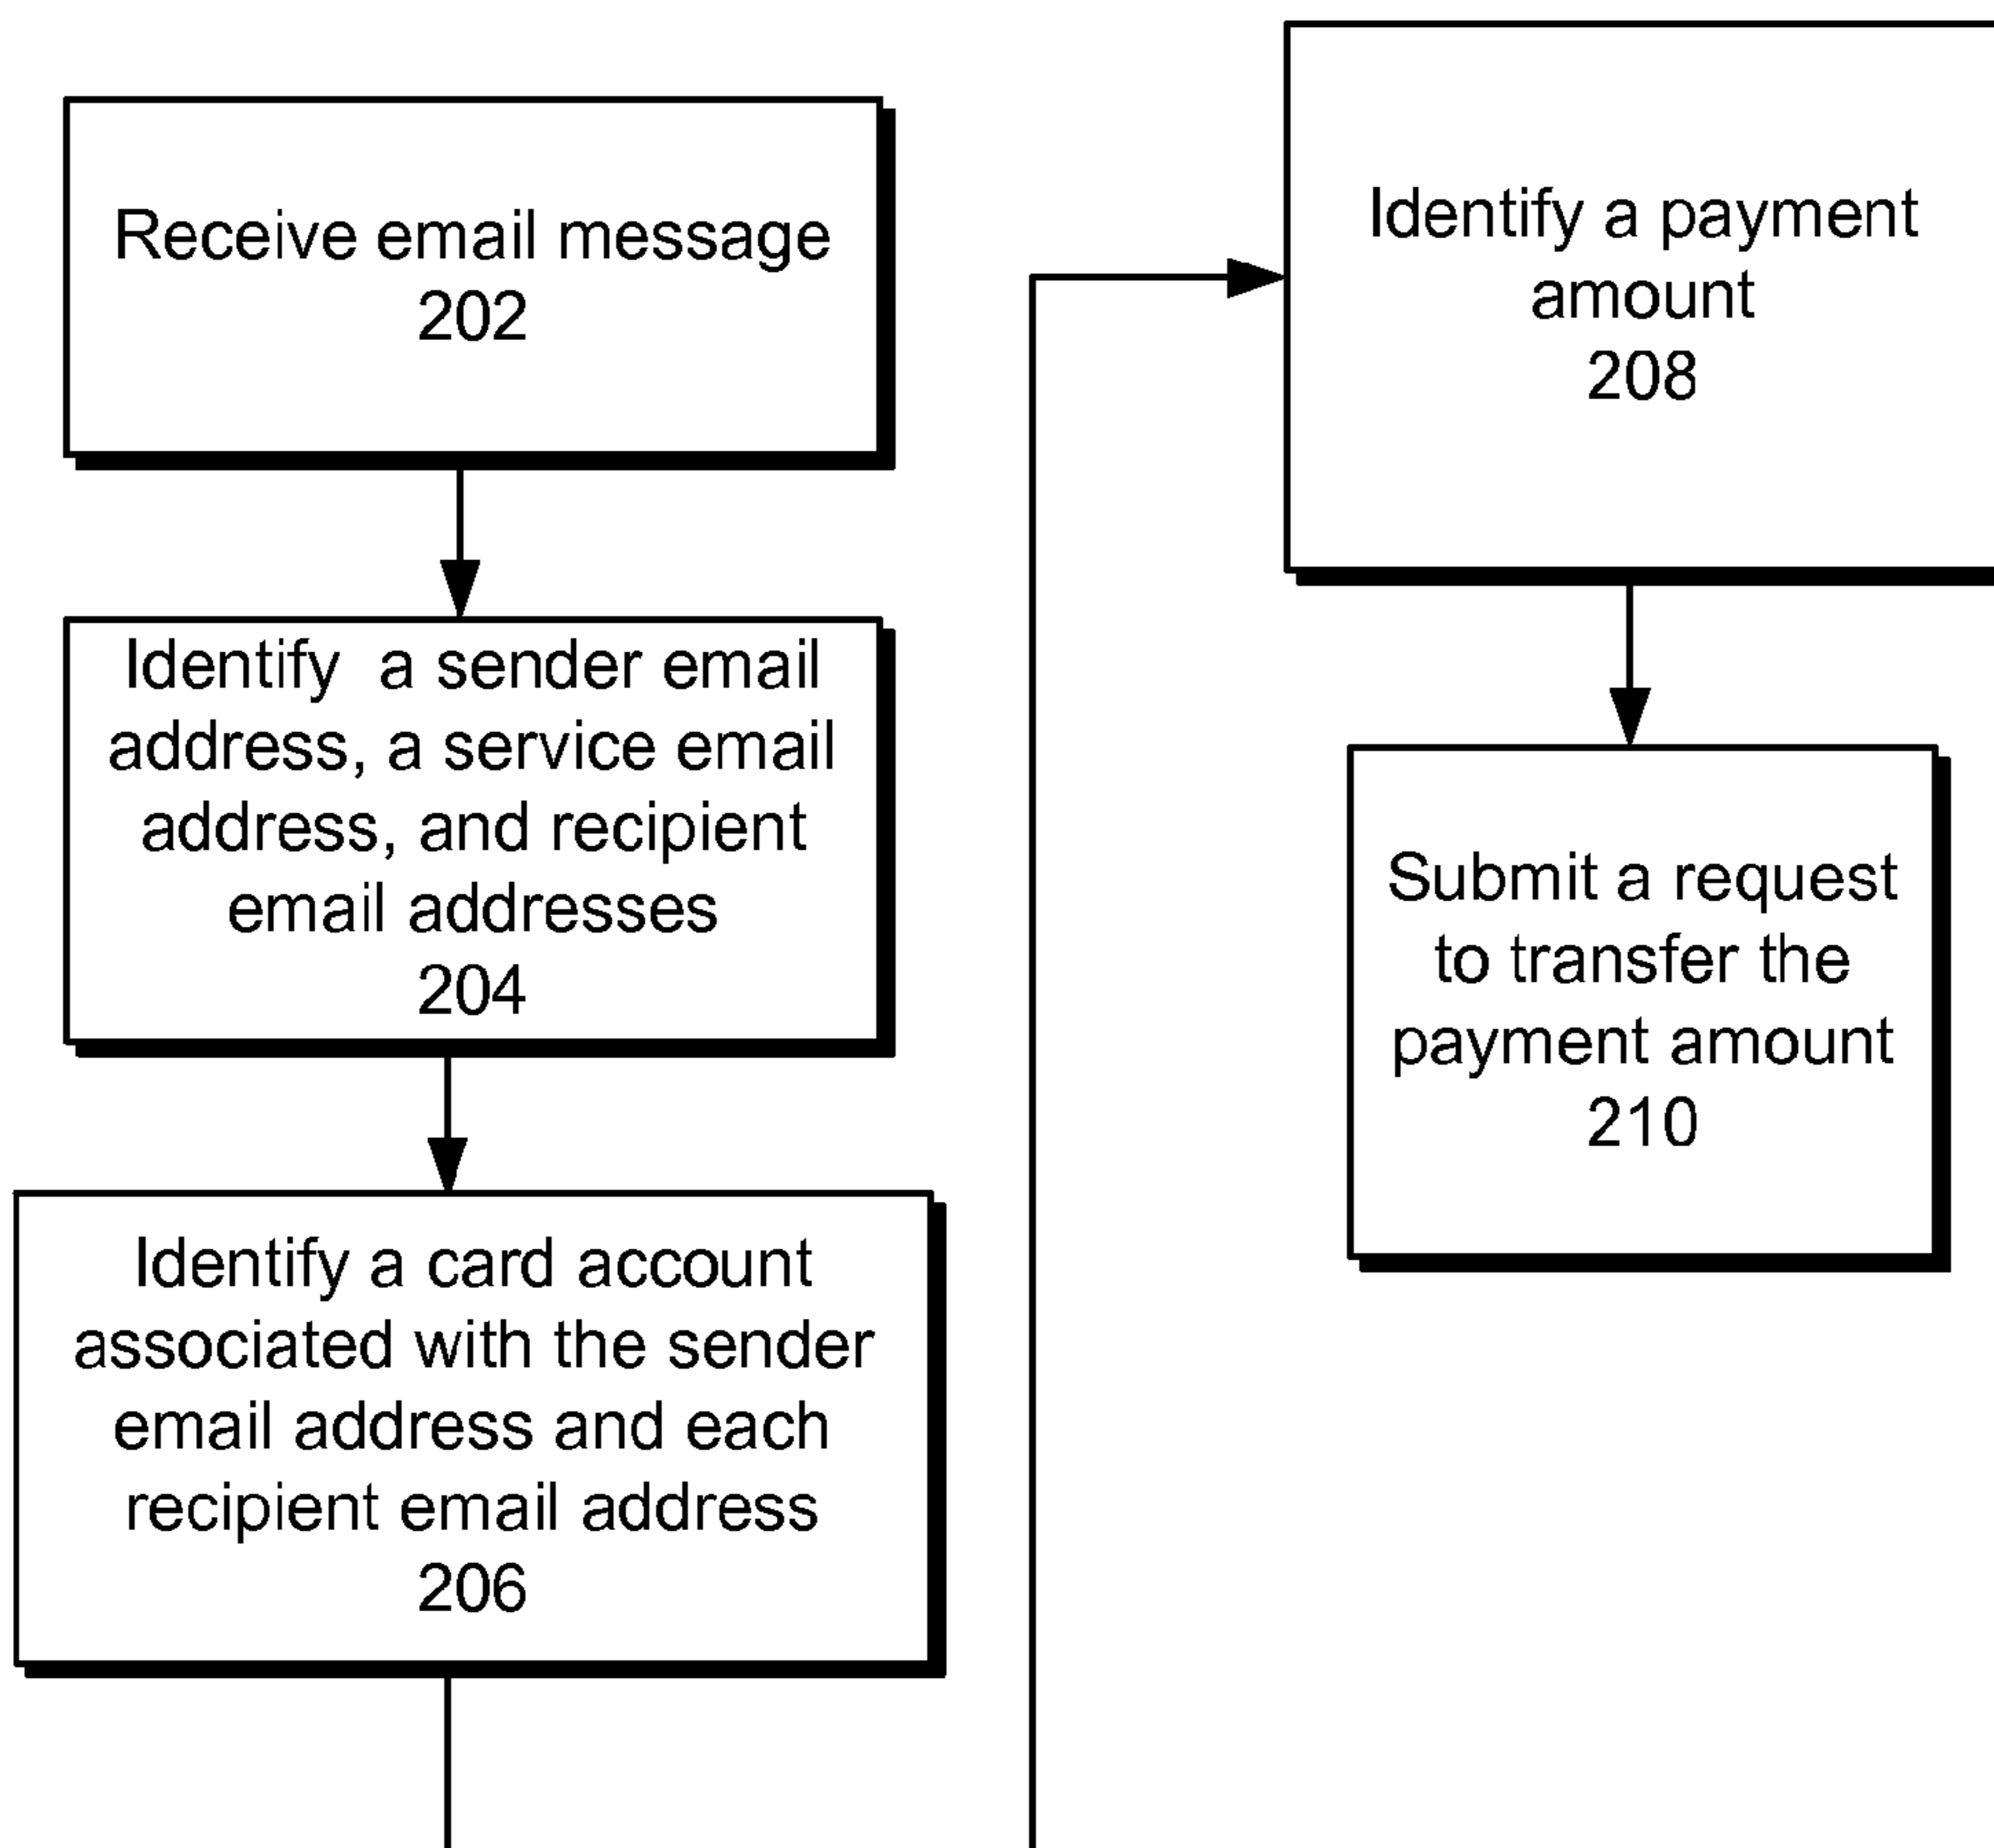 Receive email message
202
Identify a sender email
address, a service email
address, and recipient
email addresses
204
Identify a card account
associated with the sender
email address and each
recipient email address
206
Identify a payment
amount
208
Submit a request
to transfer the
payment amount
210